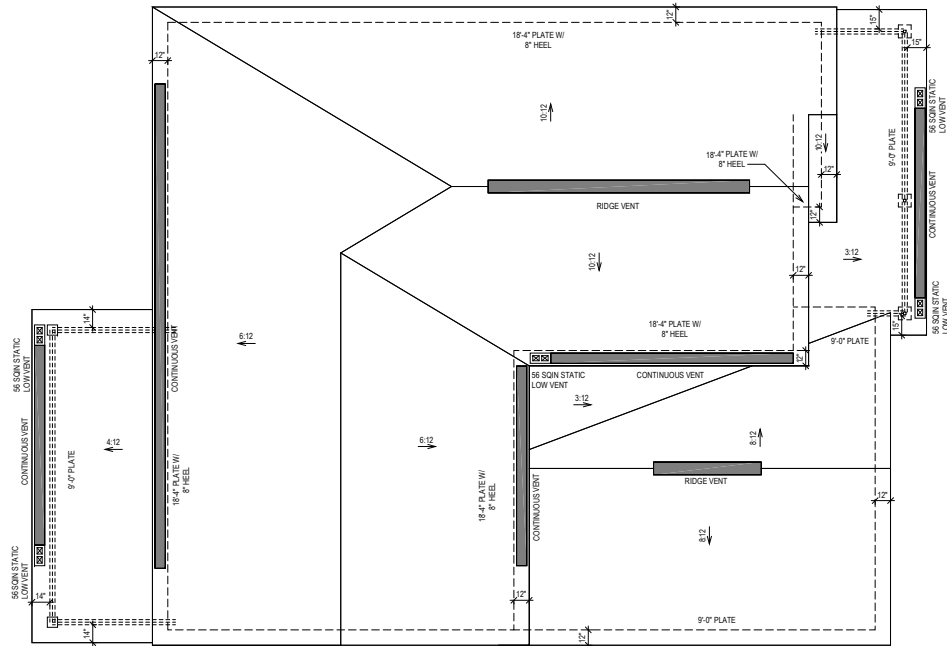 12"
15"
18'-4" PLATE W/
8" HEEL
15"
12"
56 SQIN STATIC
LOW VENT
10:12
10:12
9'-0" PLATE
18'-4" PLATE W/
8" HEEL
12"
CONTINUOUS VENT
RIDGE VENT
12"
3:12
10:12
12"
56 SQIN STATIC
LOW VENT
14"
15"
18'-4" PLATE W/
8" HEEL
9'-0" PLATE
6:12
CONTINUOUS VENT
12"
56 SQIN STATIC
LOW VENT
56 SQIN STATIC
LOW VENT
CONTINUOUS VENT
3:12
CONTINUOUS VENT
4:12
6:12
8:12
9'-0" PLATE
18'-4" PLATE W/
8" HEEL
18'-4" PLATE W/
8" HEEL
CONTINUOUS VENT
RIDGE VENT
12"
8:12
56 SQIN STATIC
LOW VENT
14"
12"
14"
12"
9'-0" PLATE